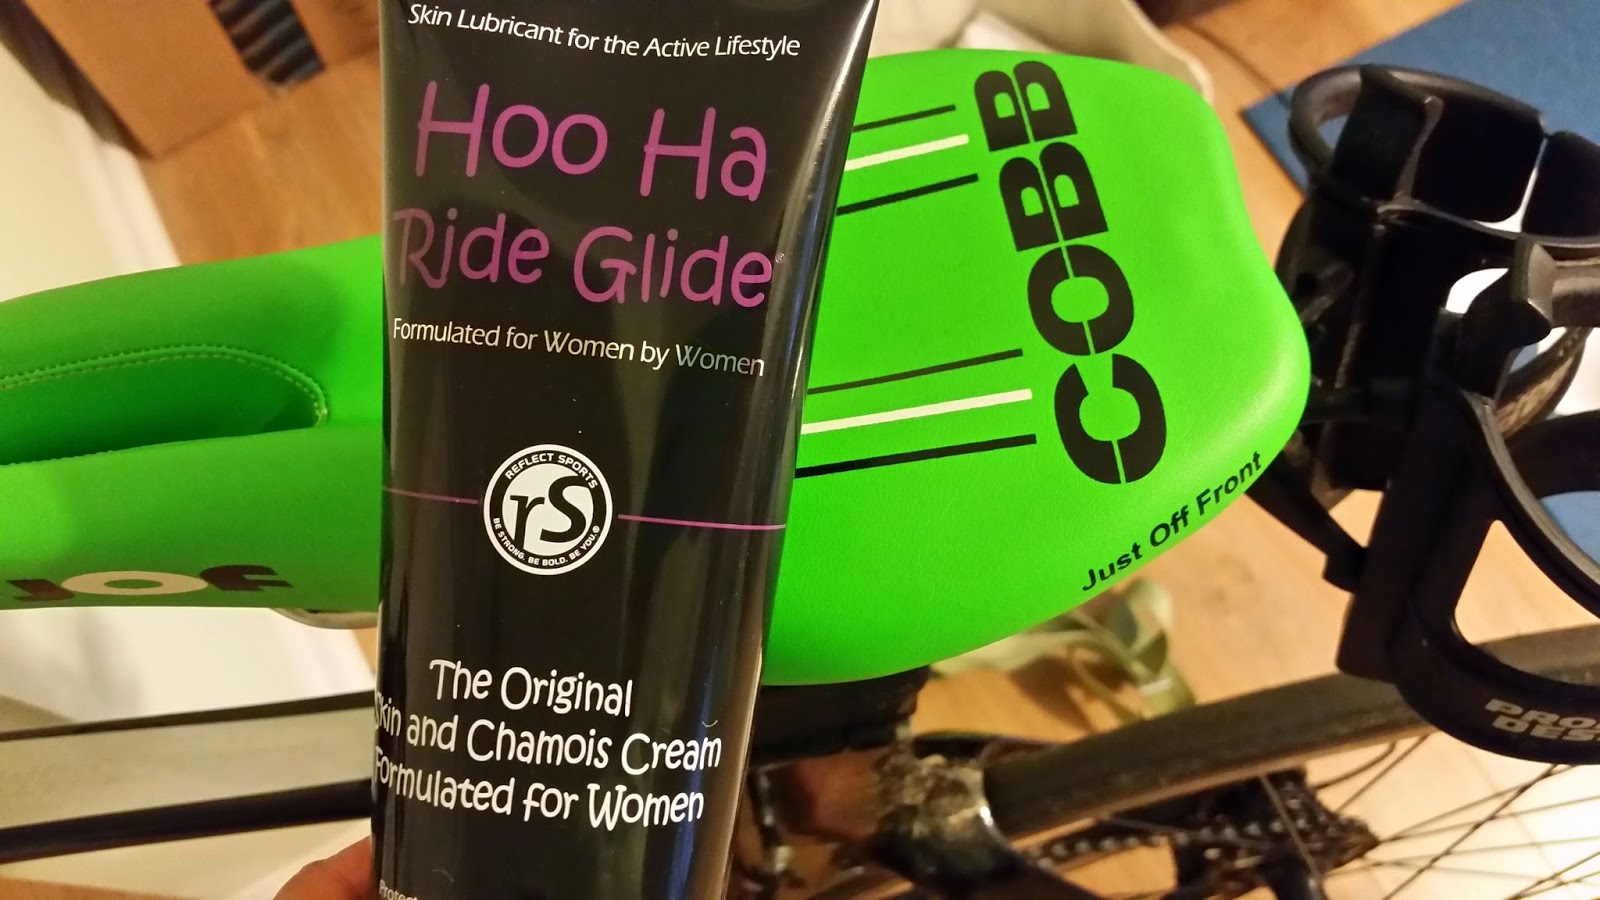 Skin Lubricant for the Active Lifestyle
Hoo Ha
Ride Glide®
Formulated for Women by Women
REFLECT SPORTS
rS
BE STRONG. BE BOLD. BE YOU.®
The Original
Skin and Chamois Cream
Formulated for Women
COBB
Just Off Front
JOF